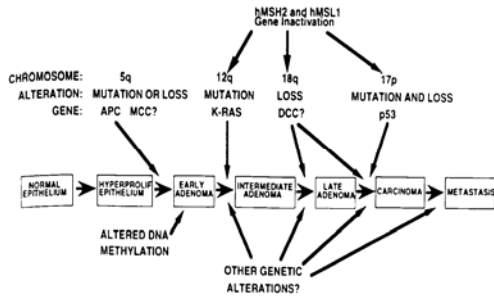 hMSH2 and hMSL1
Gene Inactivation
CHROMOSOME: 5q 12q 18q 17p
ALTERATION: MUTATION OR LOSS MUTATION LOSS MUTATION AND LOSS
GENE: APC MCC? K-RAS DCC? p53
NORMAL
EPITHELIUM
HYPERPROLIF
EPITHELIUM
EARLY
ADENOMA
INTERMEDIATE
ADENOMA
LATE
ADENOMA
CARCINOMA
METASTASIS
ALTERED DNA
METHYLATION
OTHER GENETIC
ALTERATIONS?